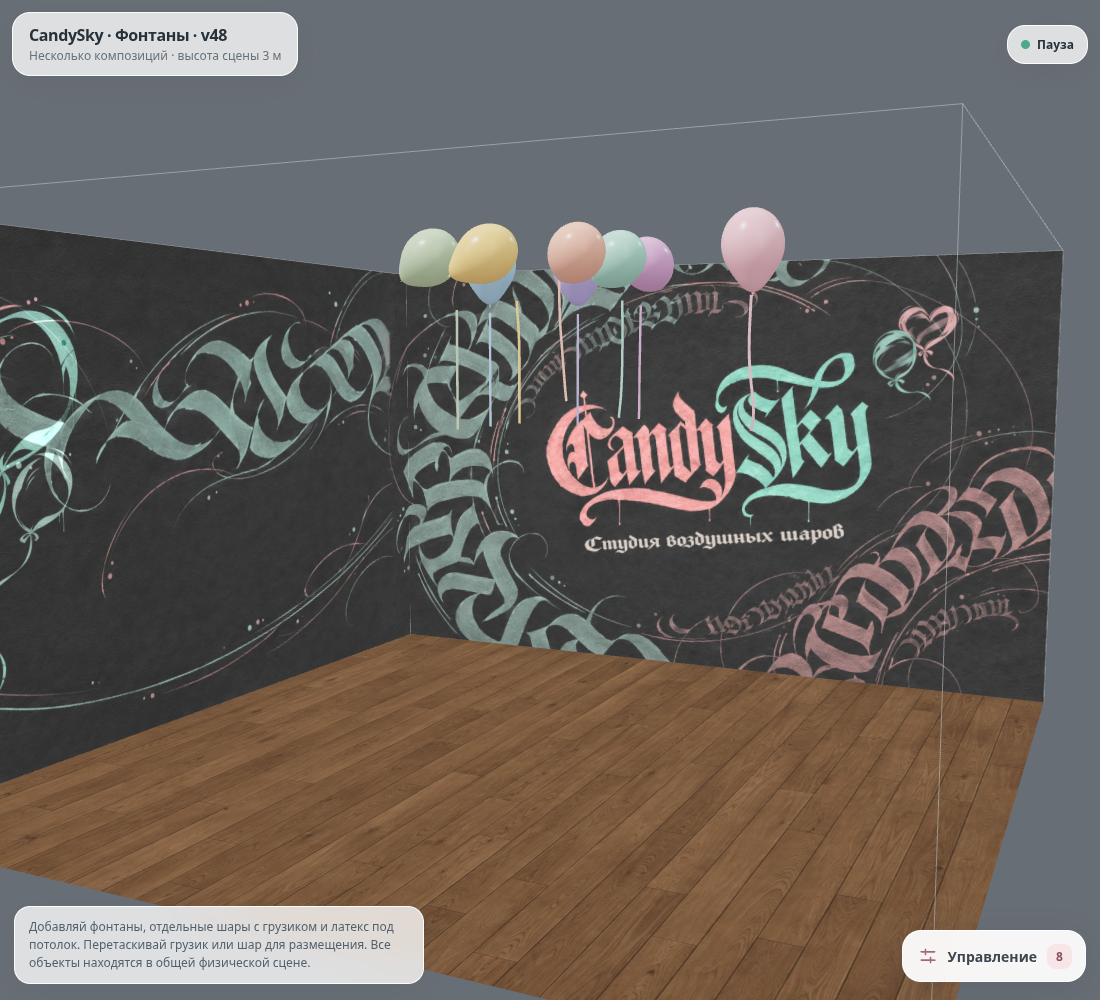 CandySky · Фонтаны · v48
Несколько композиций · высота сцены 3 м
Пауза
CandySky
Студия воздушных шаров
Добавляй фонтаны, отдельные шары с грузиком и латекс под
потолок. Перетаскивай грузик или шар для размещения. Все
объекты находятся в общей физической сцене.
Управление 8